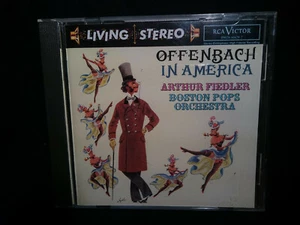 LIVING STEREO
RCA VICTOR
OFFENBACH
IN AMERICA
ARTHUR FIEDLER
BOSTON POPS
ORCHESTRA